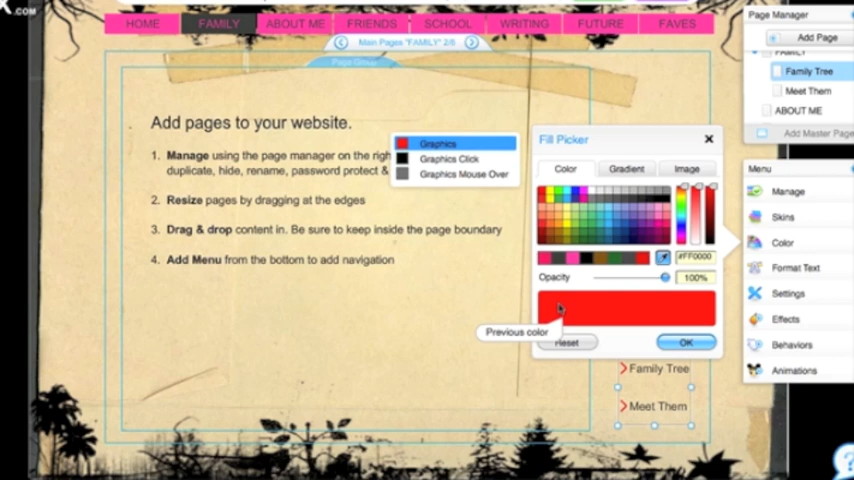 X.COM
HOME FAMILY ABOUT ME FRIENDS SCHOOL WRITING FUTURE FAVES
Main Pages "FAMILY" 2/8
Page Group
Add pages to your website.
1. Manage using the page manager on the righ
duplicate, hide, rename, password protect &
2. Resize pages by dragging at the edges
3. Drag & drop content in. Be sure to keep inside the page boundary
4. Add Menu from the bottom to add navigation
Graphics
Graphics Click
Graphics Mouse Over
Fill Picker
Color Gradient Image
#FF0000
Opacity 100%
Previous color
Reset OK
Family Tree
Meet Them
Page Manager
Add Page
FAMILY
Family Tree
Meet Them
ABOUT ME
Add Master Page
Menu
Manage
Skins
Color
Format Text
Settings
Effects
Behaviors
Animations
?